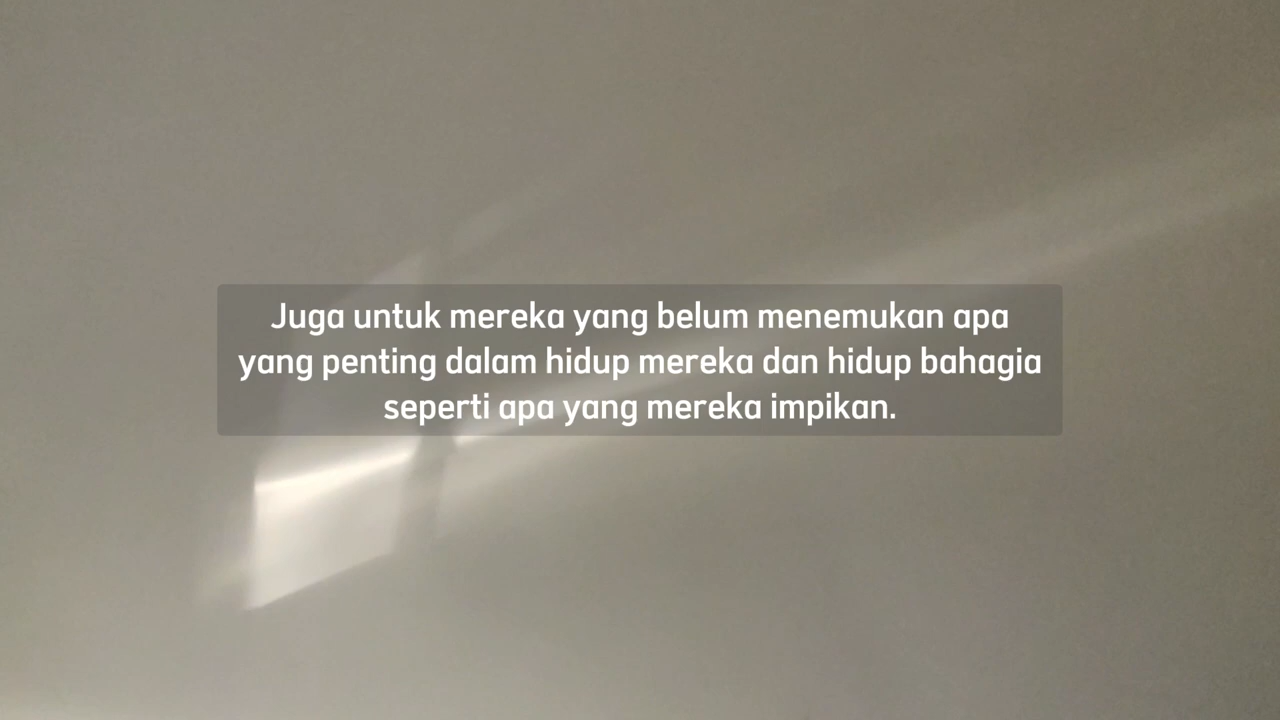 Juga untuk mereka yang belum menemukan apa
yang penting dalam hidup mereka dan hidup bahagia
seperti apa yang mereka impikan.